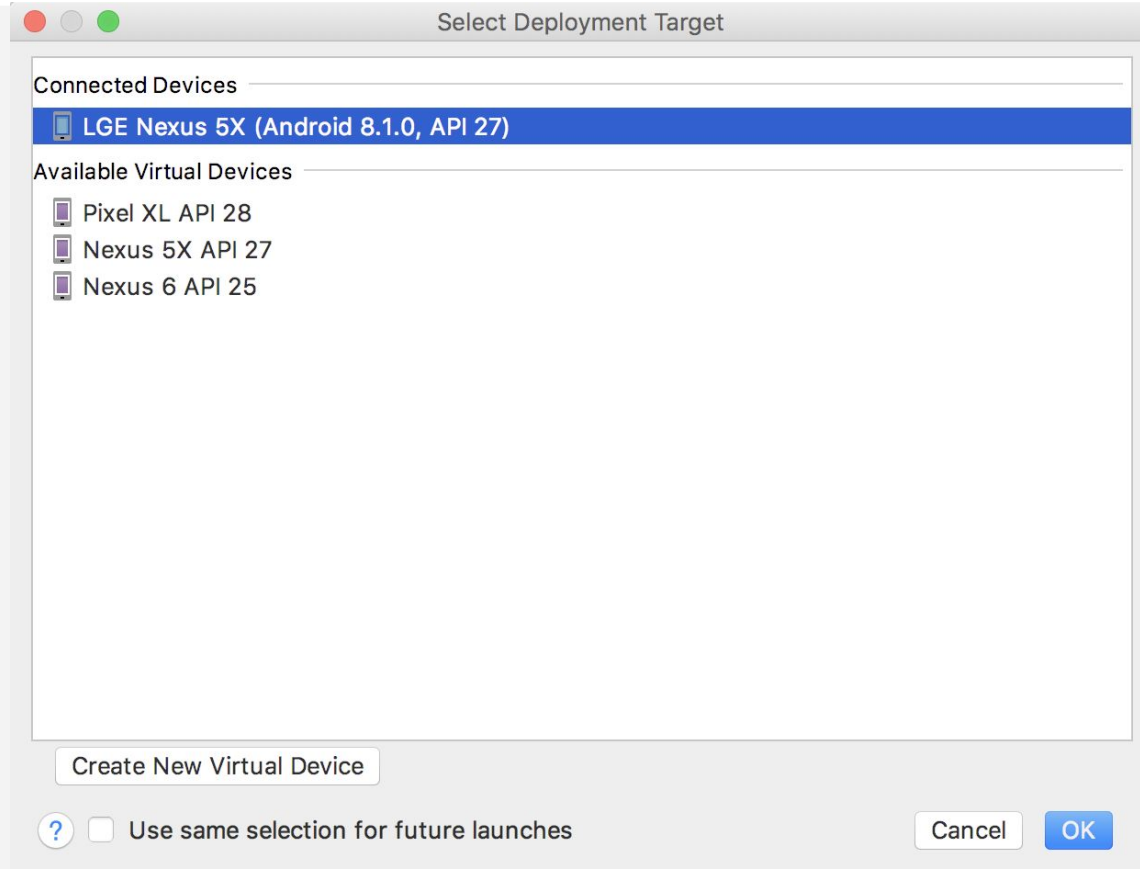 Select Deployment Target
Connected Devices
LGE Nexus 5X (Android 8.1.0, API 27)
Available Virtual Devices
Pixel XL API 28
Nexus 5X API 27
Nexus 6 API 25
Create New Virtual Device
? Use same selection for future launches
Cancel
OK